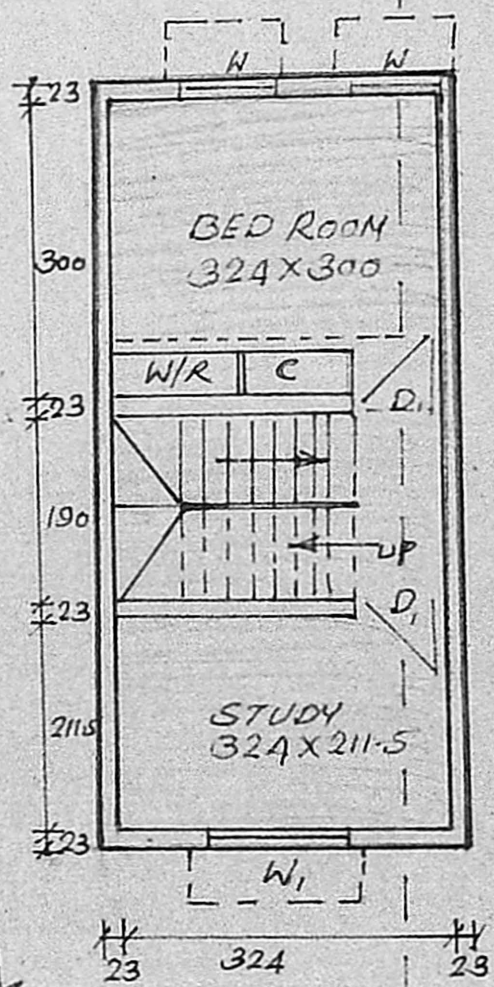 W W
23
BED ROOM
324 X 300
300
W/R C
23
D1
190
UP
23
D1
STUDY
324 X 211.5
211.5
23
W1
23 324 23